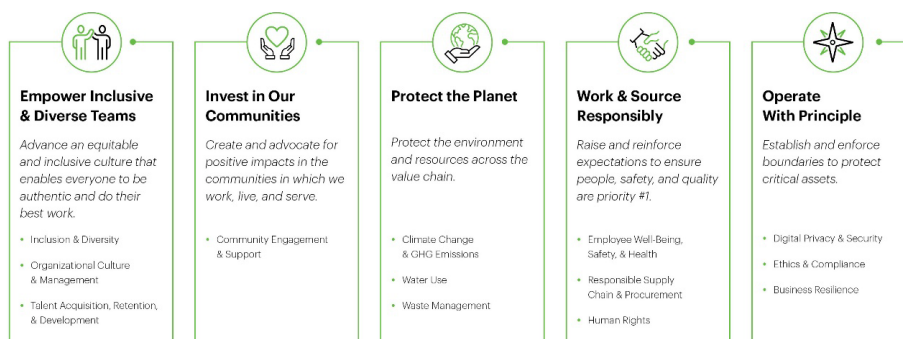 Empower Inclusive
& Diverse Teams
Advance an equitable
and inclusive culture that
enables everyone to be
authentic and do their
best work.
• Inclusion & Diversity
• Organizational Culture
& Management
• Talent Acquisition, Retention,
& Development
Invest in Our
Communities
Create and advocate for
positive impacts in the
communities in which we
work, live, and serve.
• Community Engagement
& Support
Protect the Planet
Protect the environment
and resources across the
value chain.
• Climate Change
& GHG Emissions
• Water Use
• Waste Management
Work & Source
Responsibly
Raise and reinforce
expectations to ensure
people, safety, and quality
are priority #1.
• Employee Well-Being,
Safety, & Health
• Responsible Supply
Chain & Procurement
• Human Rights
Operate
With Principle
Establish and enforce
boundaries to protect
critical assets.
• Digital Privacy & Security
• Ethics & Compliance
• Business Resilience